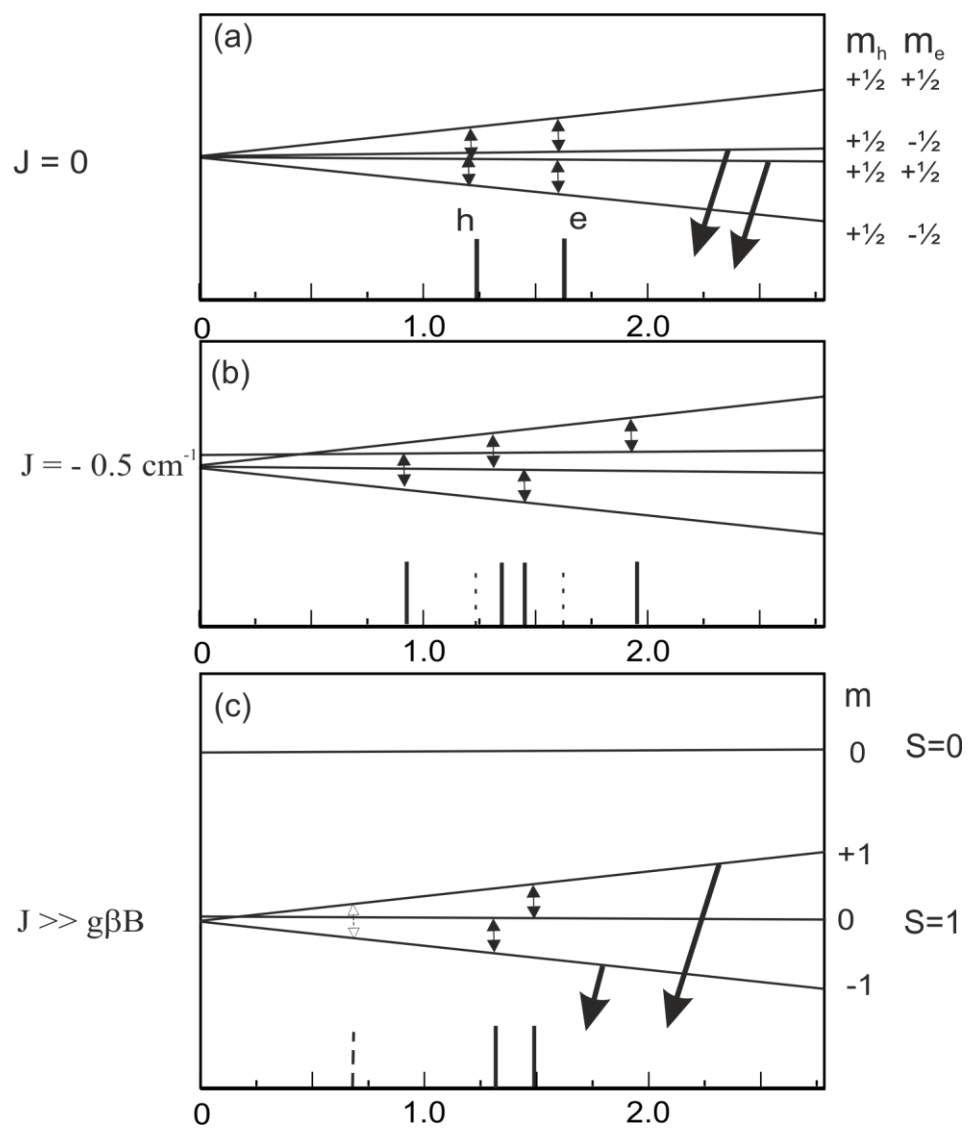 (a)
m_h m_e
+½ +½
J = 0
+½ -½
+½ +½
h e
+½ -½
0 1.0 2.0
(b)
J = - 0.5 cm⁻¹
0 1.0 2.0
(c)
m
0 S=0
+1
J >> gβB
0 S=1
-1
0 1.0 2.0